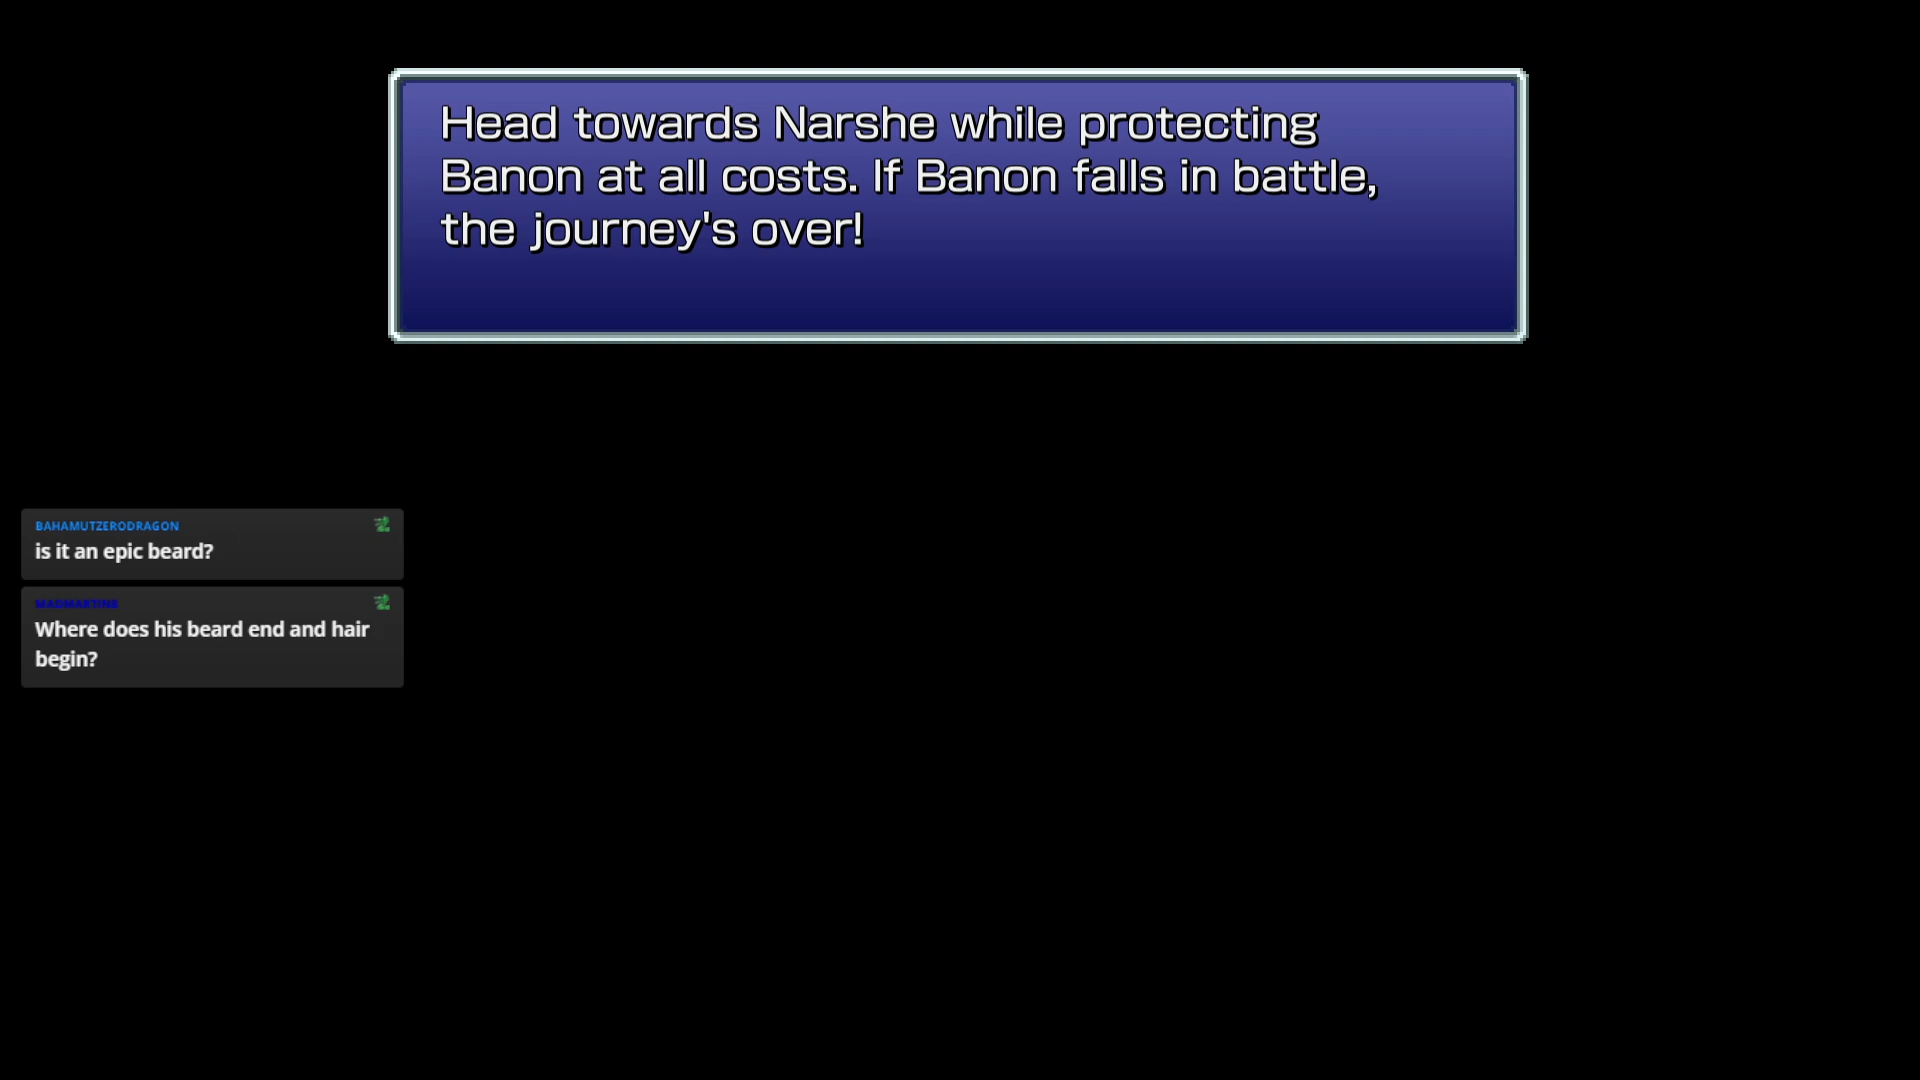 Head towards Narshe while protecting
Banon at all costs. If Banon falls in battle,
the journey's over!
BAHAMUTZERODRAGON
is it an epic beard?
MADMARTINE
Where does his beard end and hair
begin?